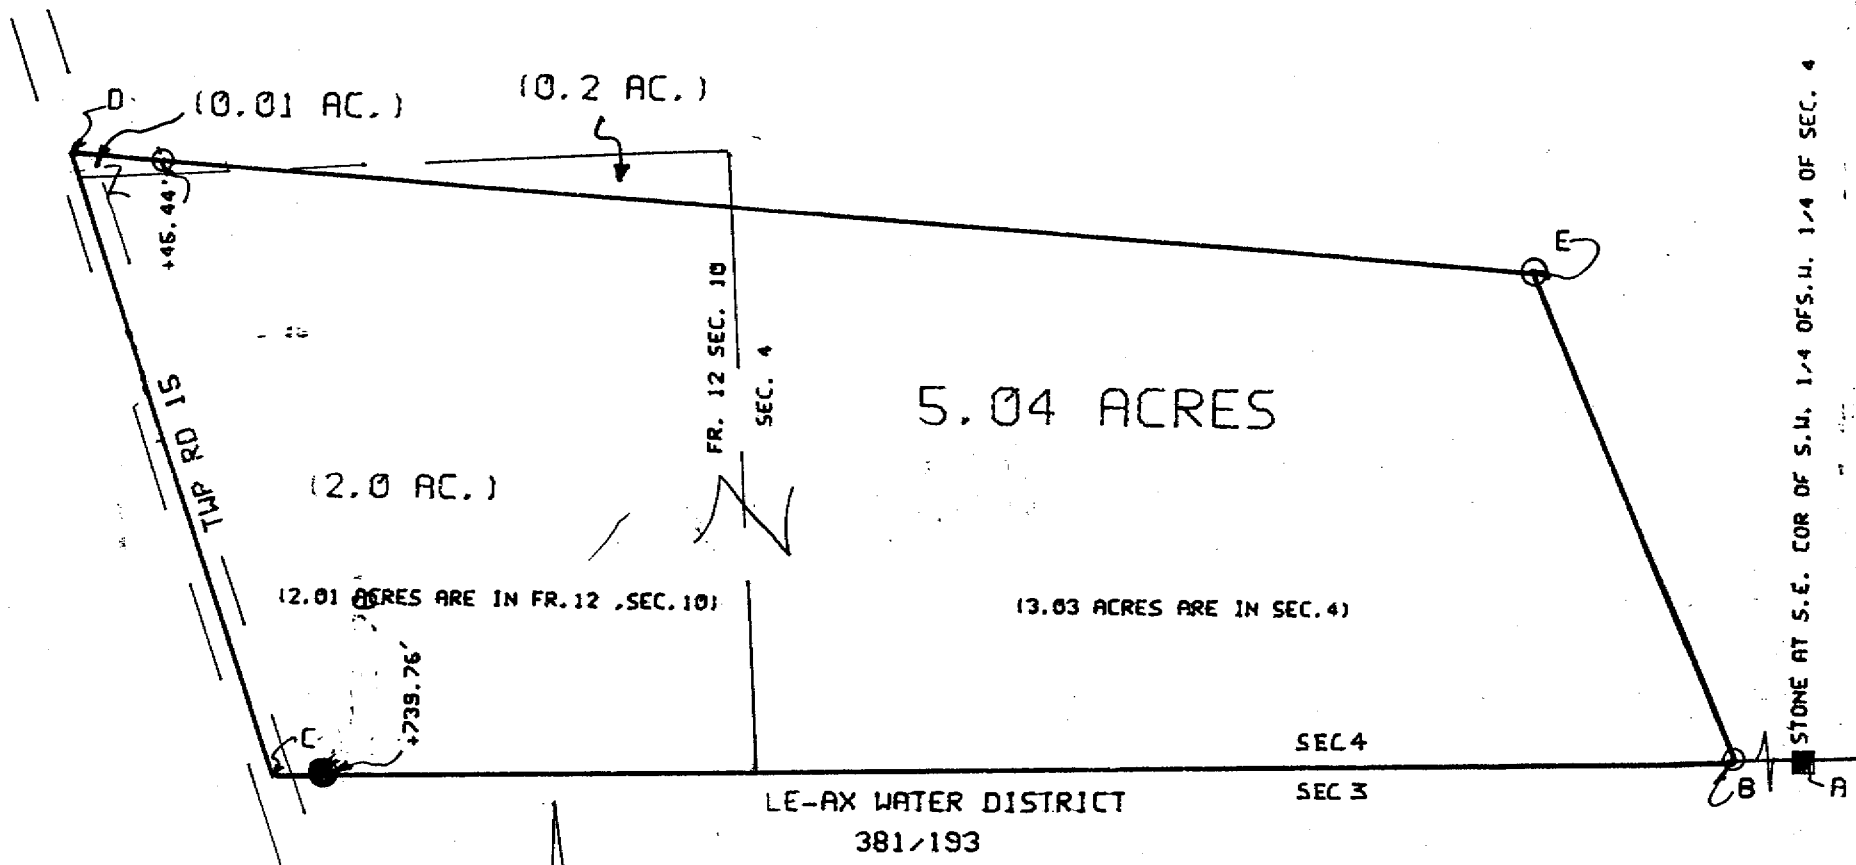 D
(0.01 AC.)
(0.2 AC.)
+46.44'
E
FR. 12 SEC. 10
SEC. 4
5.04 ACRES
TWP RD 15
(2.0 AC.)
(2.01 ACRES ARE IN FR.12 ,SEC.10)
(3.03 ACRES ARE IN SEC.4)
+739.76'
C
SEC 4
SEC 3
LE-AX WATER DISTRICT
381/193
B
A
STONE AT S.E. COR OF S.W. 1/4 OFS.W. 1/4 OF SEC. 4